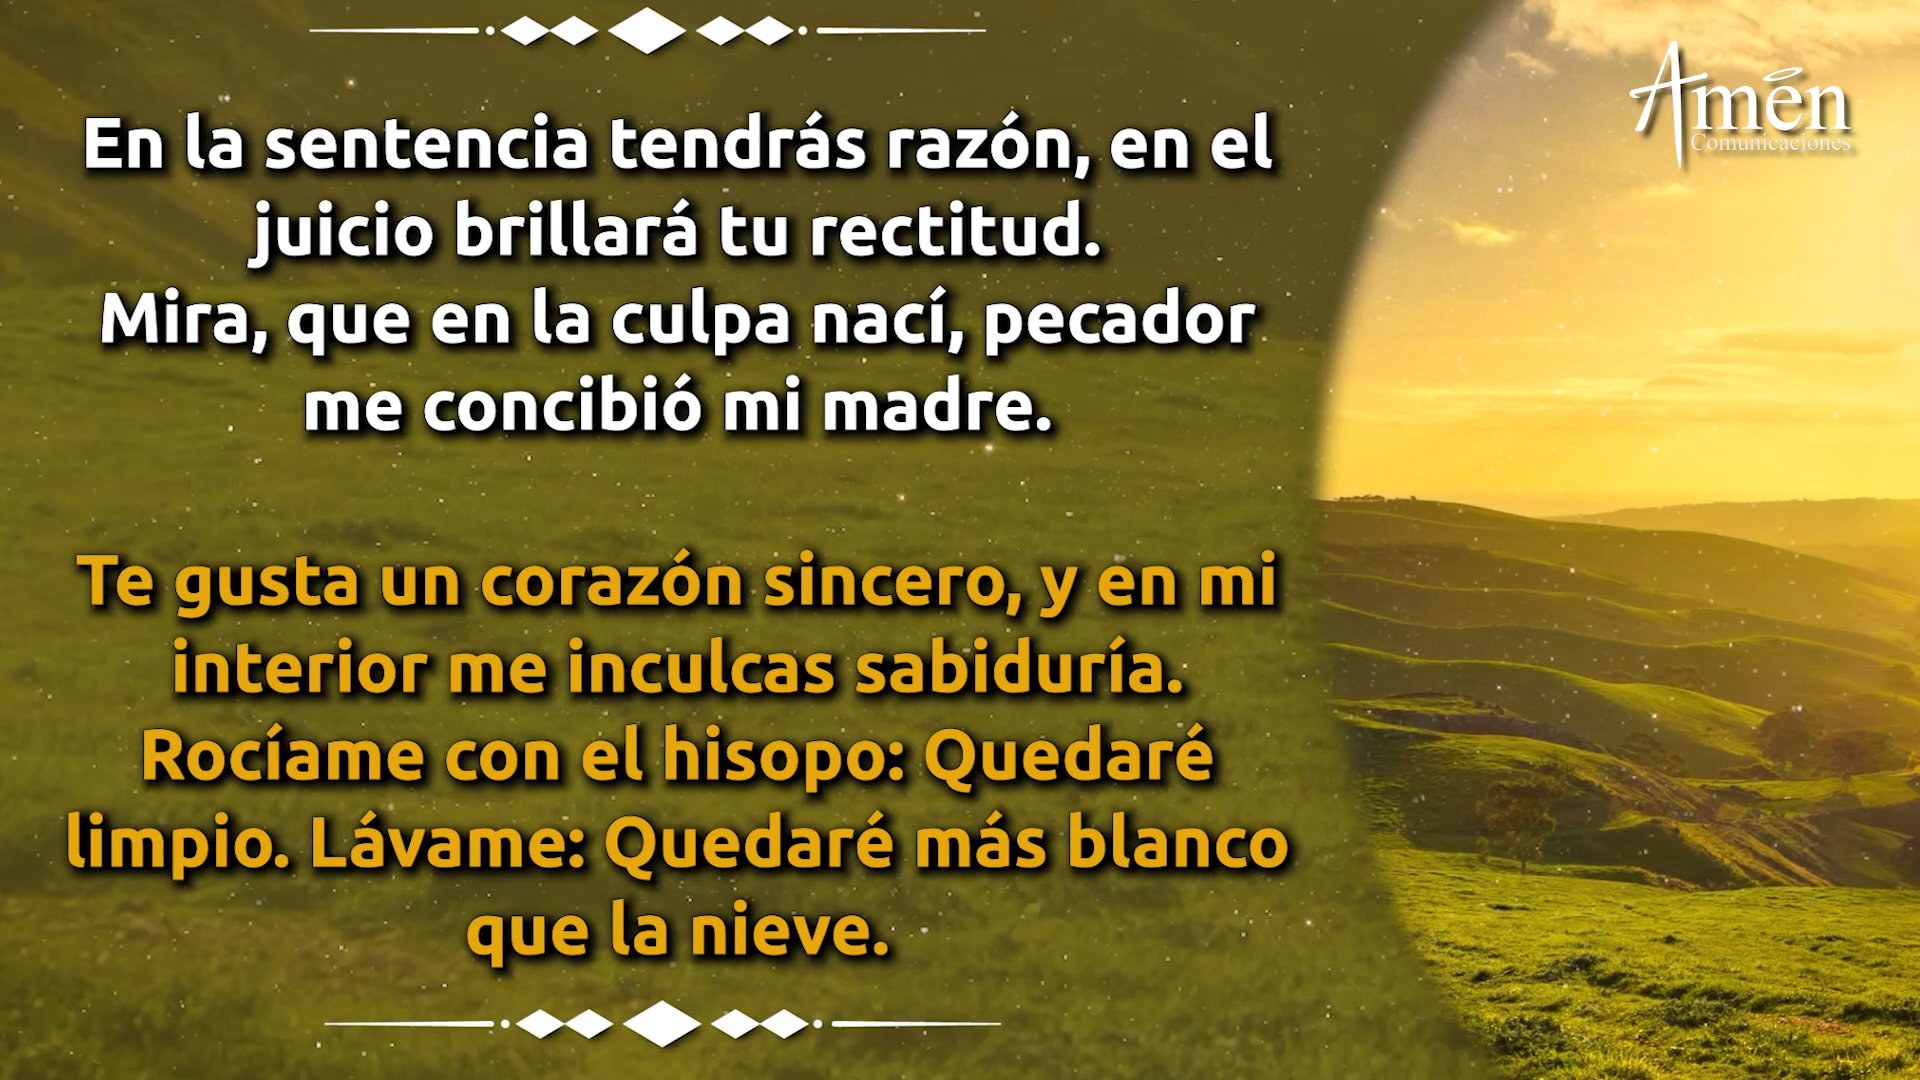 Amén
Comunicaciones
En la sentencia tendrás razón, en el
juicio brillará tu rectitud.
Mira, que en la culpa nací, pecador
me concibió mi madre.
Te gusta un corazón sincero, y en mi
interior me inculcas sabiduría.
Rocíame con el hisopo: Quedaré
limpio. Lávame: Quedaré más blanco
que la nieve.